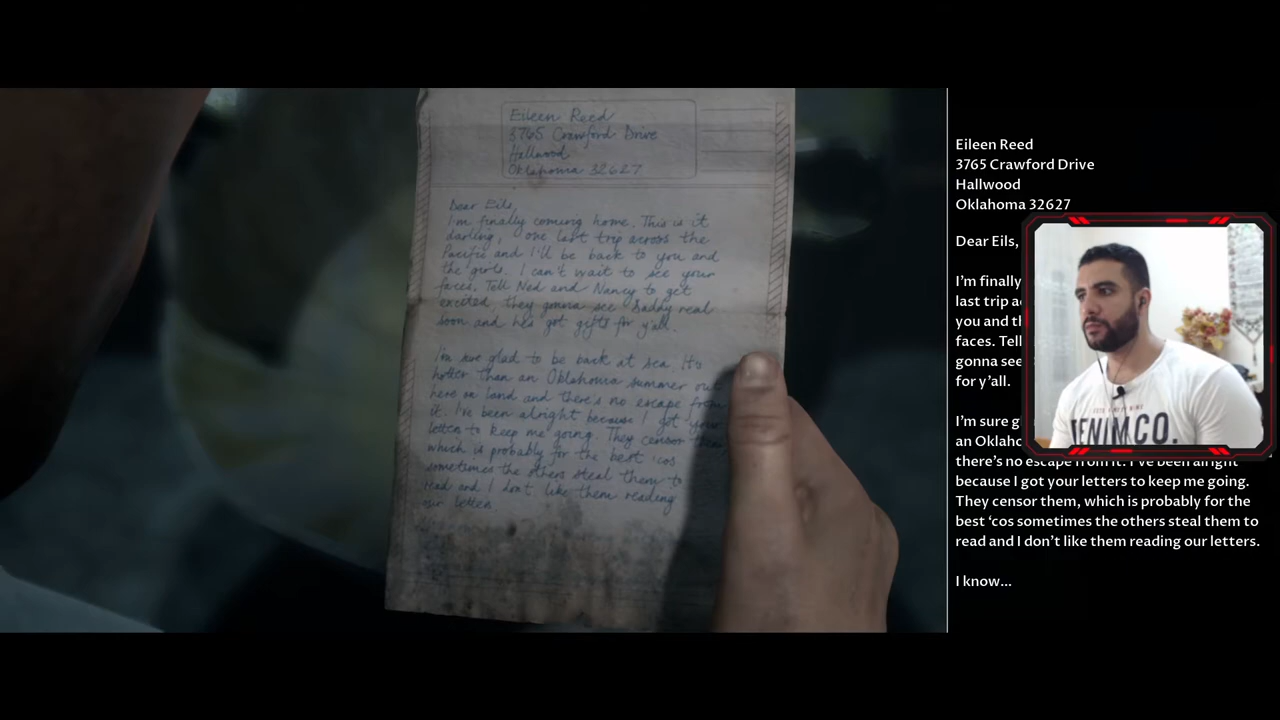 Eileen Reed
3765 Crawford Drive
Hallwood
Oklahoma 32627
Dear Eils,
I'm finally coming home. This is it
darling, one last trip across the
Pacific and I'll be back to you and
the girls. I can't wait to see your
faces. Tell Ned and Nancy to get
excited, they gonna see Daddy real
soon and he's got gifts for y'all.
I'm sure glad to be back at sea. It's
hotter than an Oklahoma summer out
here on land and there's no escape from
it. I've been alright because I got your
letters to keep me going. They censor them,
which is probably for the best 'cos
sometimes the others steal them to
read and I don't like them reading
our letters
Eileen Reed
3765 Crawford Drive
Hallwood
Oklahoma 32627
Dear Eils,
I'm finally
last trip
you and
faces. Tell
gonna see
for y'all.
I'm sure
an
there's no escape from it. I've been alright
because I got your letters to keep me going.
They censor them, which is probably for the
best 'cos sometimes the others steal them to
read and I don't like them reading our letters.
I know...
DENIMCO.